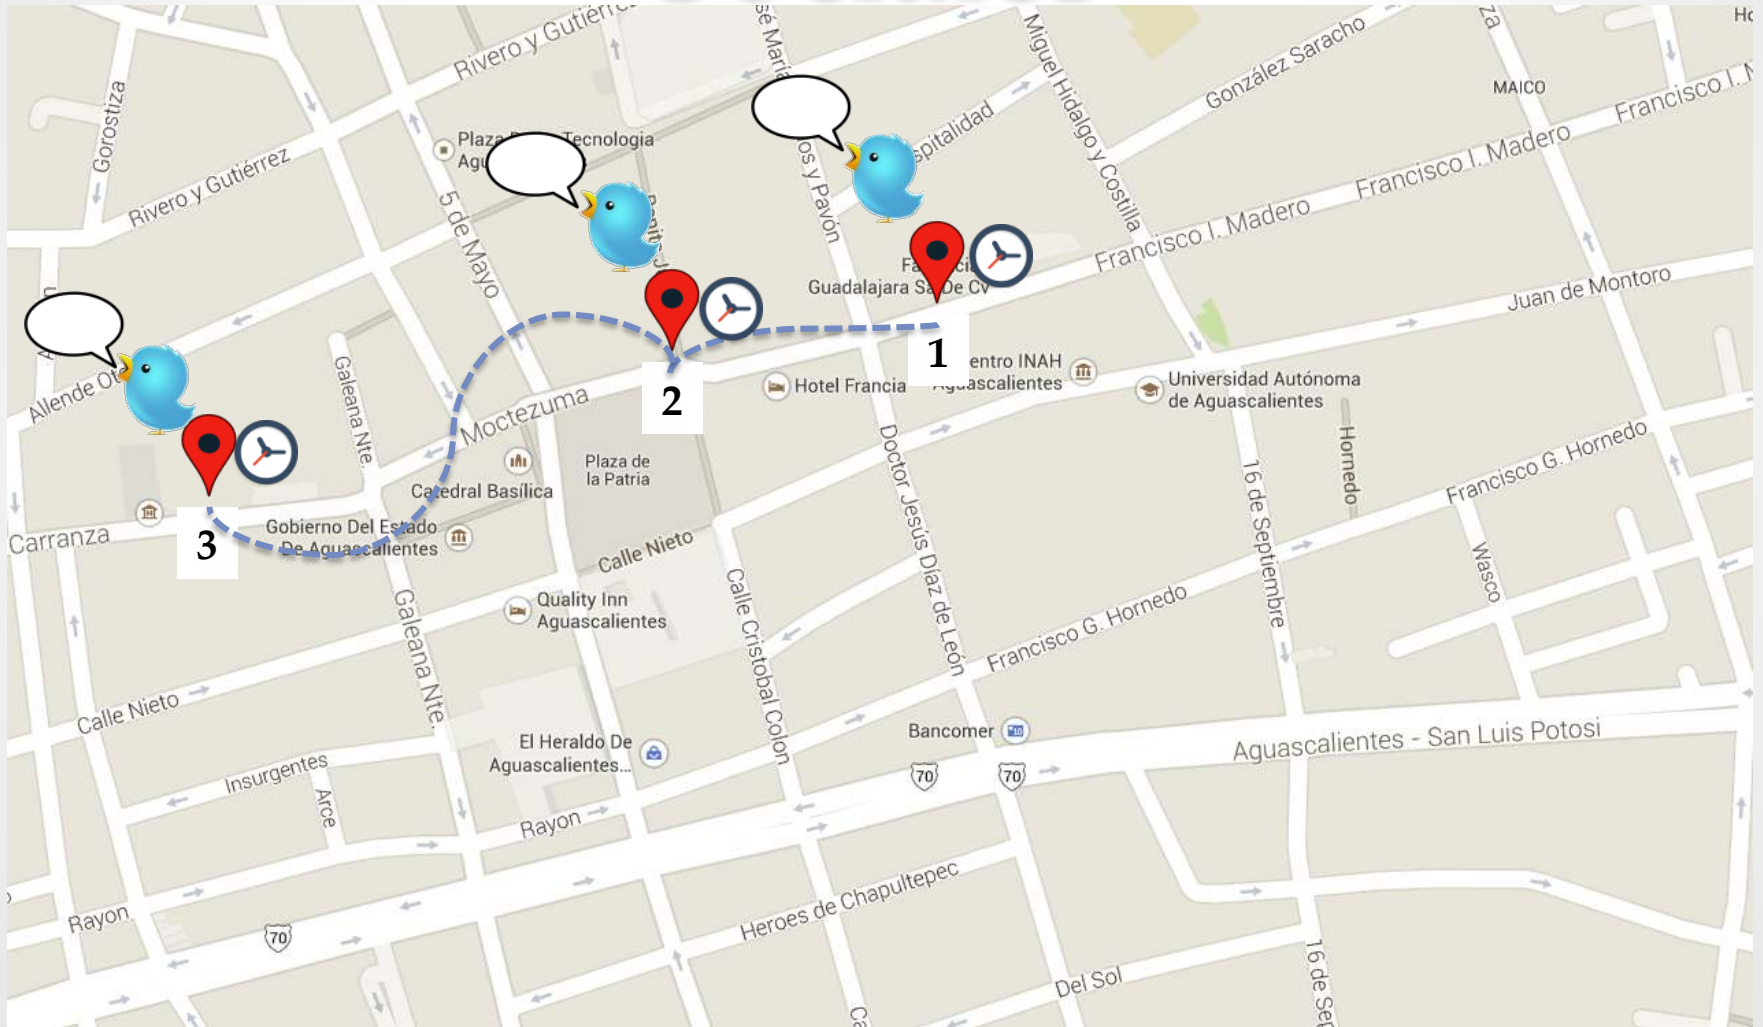 Rivero y Gutiérrez
Gorostiza
González Saracho
MAICO
Francisco I.
Francisco I. Madero
Miguel Hidalgo y Costilla
Rivero y Gutiérrez
5 de Mayo
Francisco I. Madero
Guadalajara Sa De Cv
Juan de Montoro
1
2
Hotel Francia
Aguascalientes
Universidad Autónoma
de Aguascalientes
Allende
Galeana Nte.
Moctezuma
Plaza de
la Patria
Catedral Basílica
Doctor Jesús Díaz de León
Hornedo
Francisco G. Hornedo
16 de Septiembre
Carranza
3
Gobierno Del Estado
De Aguascalientes
Calle Nieto
Wasco
Quality Inn
Aguascalientes
Galeana Nte.
Calle Cristobal Colon
Francisco G. Hornedo
Calle Nieto
Bancomer
El Heraldo De
Aguascalientes...
Aguascalientes - San Luis Potosi
70
70
Insurgentes
Arce
Rayon
Rayon
Heroes de Chapultepec
70
Del Sol
16 de